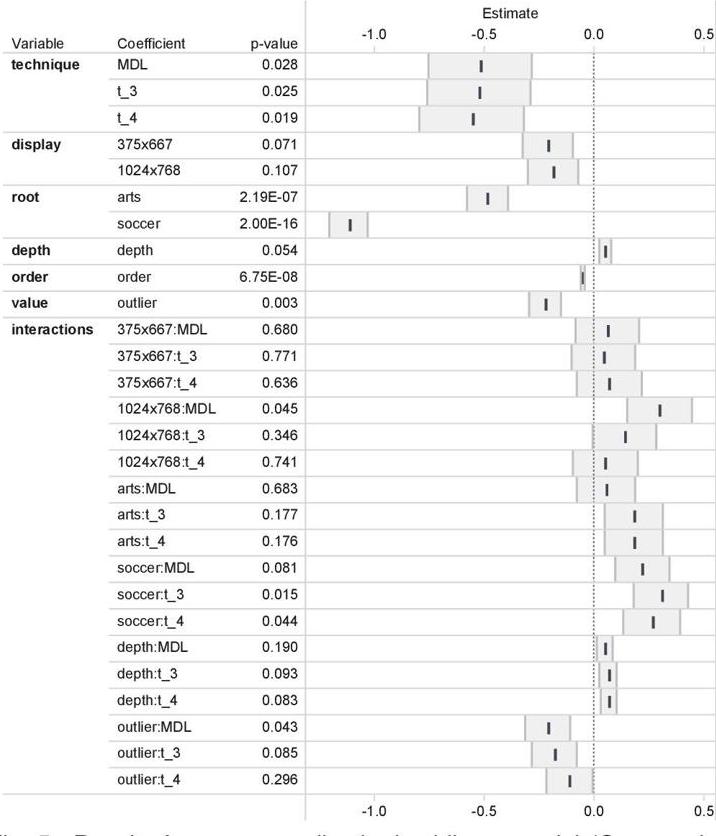 Estimate
-1.0 -0.5 0.0 0.5
Variable Coefficient p-value
technique MDL 0.028
t_3 0.025
t_4 0.019
display 375x667 0.071
1024x768 0.107
root arts 2.19E-07
soccer 2.00E-16
depth depth 0.054
order order 6.75E-08
value outlier 0.003
interactions 375x667:MDL 0.680
375x667:t_3 0.771
375x667:t_4 0.636
1024x768:MDL 0.045
1024x768:t_3 0.346
1024x768:t_4 0.741
arts:MDL 0.683
arts:t_3 0.177
arts:t_4 0.176
soccer:MDL 0.081
soccer:t_3 0.015
soccer:t_4 0.044
depth:MDL 0.190
depth:t_3 0.093
depth:t_4 0.083
outlier:MDL 0.043
outlier:t_3 0.085
outlier:t_4 0.296
-1.0 -0.5 0.0 0.5